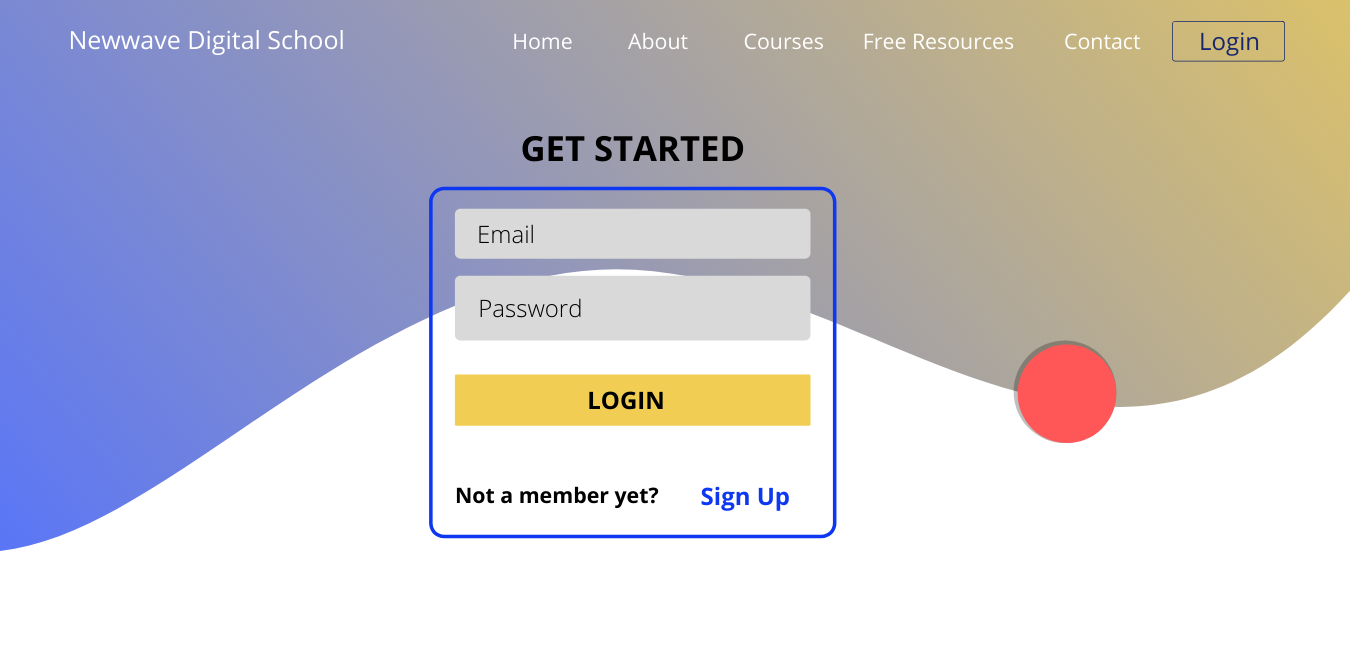 Newwave Digital School Home About Courses Free Resources Contact Login
GET STARTED
Email
Password
LOGIN
Not a member yet? Sign Up